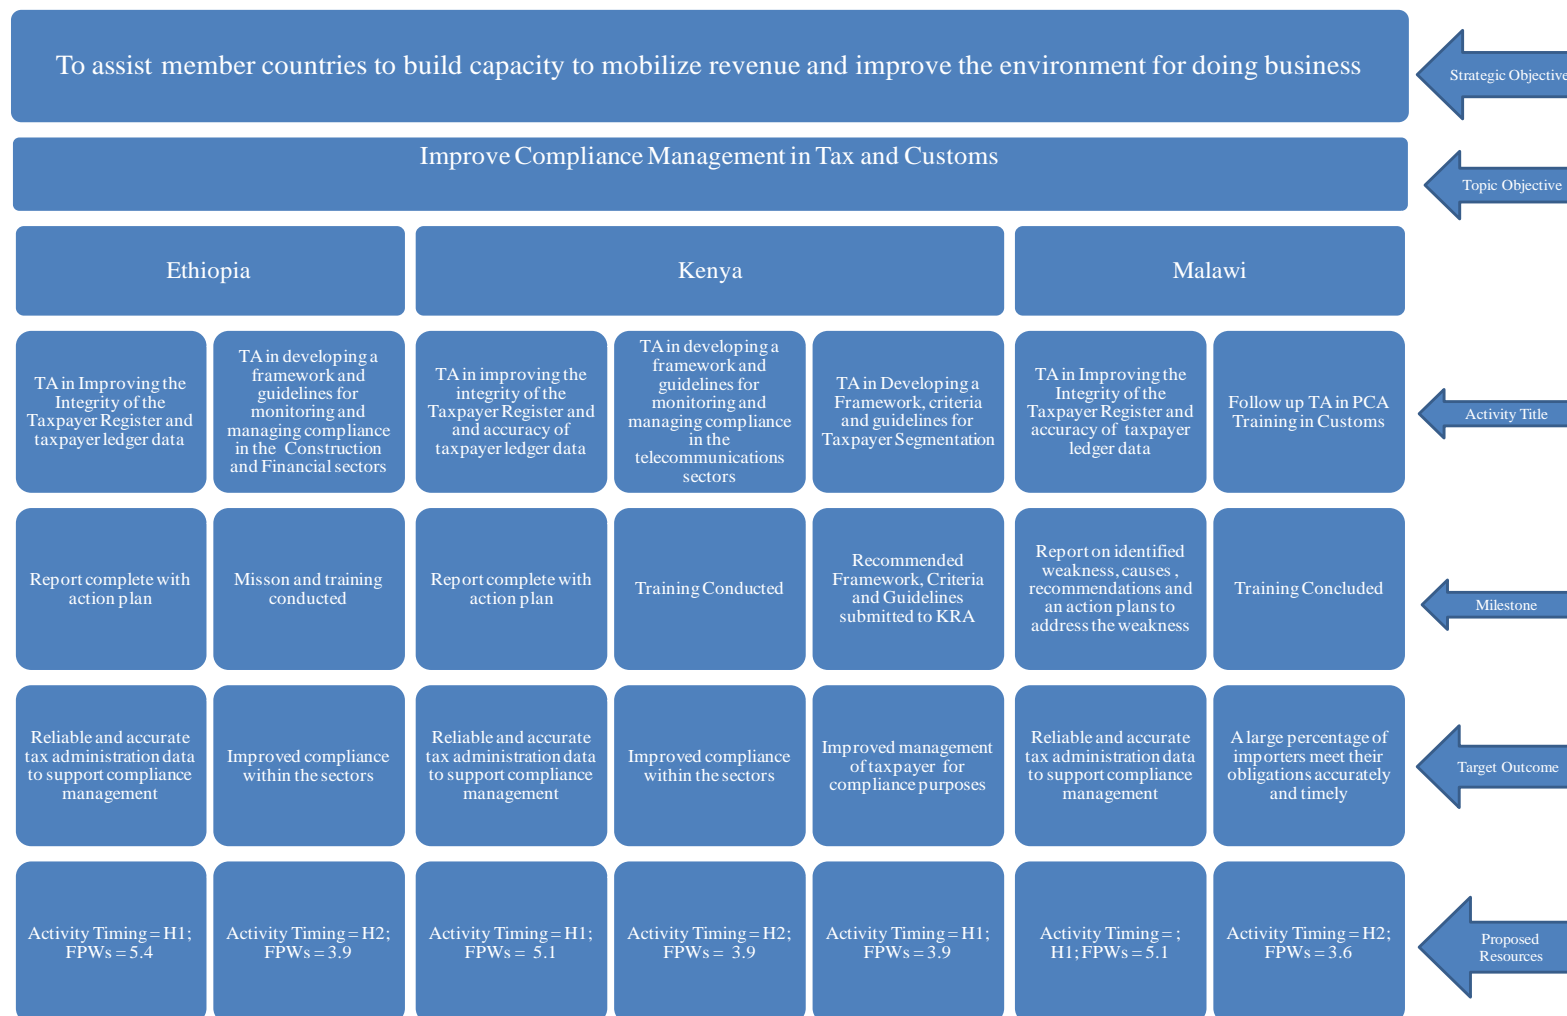 To assist member countries to build capacity to mobilize revenue and improve the environment for doing business
Strategic Objective
Improve Compliance Management in Tax and Customs
Topic Objective
Ethiopia
Kenya
Malawi
TA in Improving the
Integrity of the
Taxpayer Register and
taxpayer ledger data
TA in developing a
framework and
guidelines for
monitoring and
managing compliance
in the Construction
and Financial sectors
TA in improving the
integrity of the
Taxpayer Register and
and accuracy of
taxpayer ledger data
TA in developing a
framework and
guidelines for
monitoring and
managing compliance
in the
telecommunications
sectors
TA in Developing a
Framework, criteria
and guidelines for
Taxpayer Segmentation
TA in Improving the
Integrity of the
Taxpayer Register and
accuracy of taxpayer
ledger data
Follow up TA in PCA
Training in Customs
Activity Title
Report complete with
action plan
Misson and training
conducted
Report complete with
action plan
Training Conducted
Recommended
Framework, Criteria
and Guidelines
submitted to KRA
Report on identified
weakness, causes ,
recommendations and
an action plans to
address the weakness
Training Concluded
Milestone
Reliable and accurate
tax administration data
to support compliance
management
Improved compliance
within the sectors
Reliable and accurate
tax administration data
to support compliance
management
Improved compliance
within the sectors
Improved management
of taxpayer for
compliance purposes
Reliable and accurate
tax administration data
to support compliance
management
A large percentage of
importers meet their
obligations accurately
and timely
Target Outcome
Activity Timing = H1;
FPWs = 5.4
Activity Timing = H2;
FPWs = 3.9
Activity Timing = H1;
FPWs = 5.1
Activity Timing = H2;
FPWs = 3.9
Activity Timing = H1;
FPWs = 3.9
Activity Timing = ;
H1; FPWs = 5.1
Activity Timing = H2;
FPWs = 3.6
Proposed
Resources